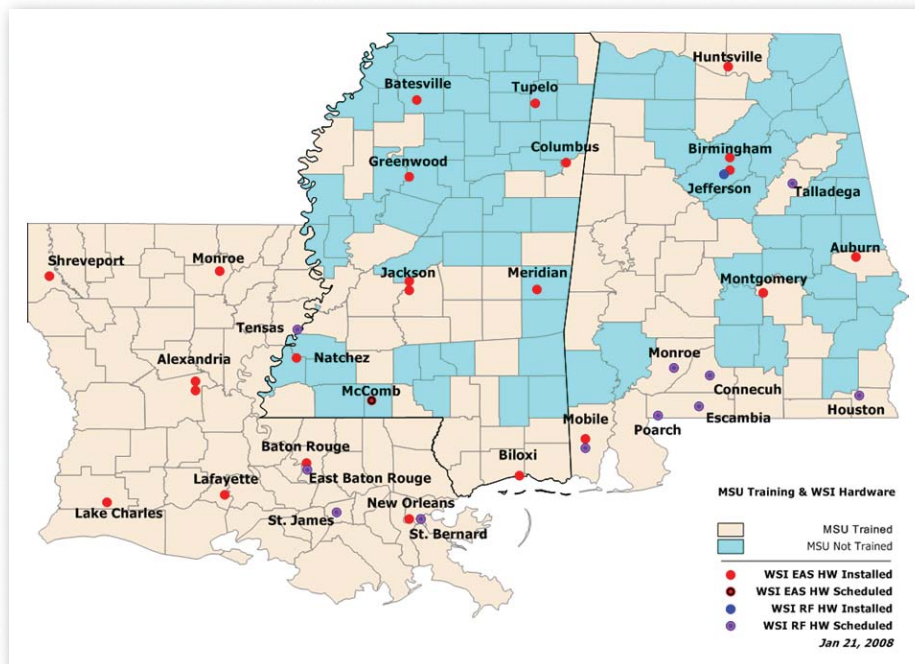 Huntsville
Batesville
Tupelo
Columbus
Birmingham
Greenwood
Jefferson
Talladega
Auburn
Shreveport
Monroe
Jackson
Meridian
Montgomery
Tensas
Natchez
Monroe
Alexandria
McComb
Connecuh
Houston
Mobile
Escambia
Poarch
Baton Rouge
Biloxi
East Baton Rouge
Lafayette
New Orleans
Lake Charles
St. James
St. Bernard
MSU Training & WSI Hardware
MSU Trained
MSU Not Trained
WSI EAS HW Installed
WSI EAS HW Scheduled
WSI RF HW Installed
WSI RF HW Scheduled
Jan 21, 2008